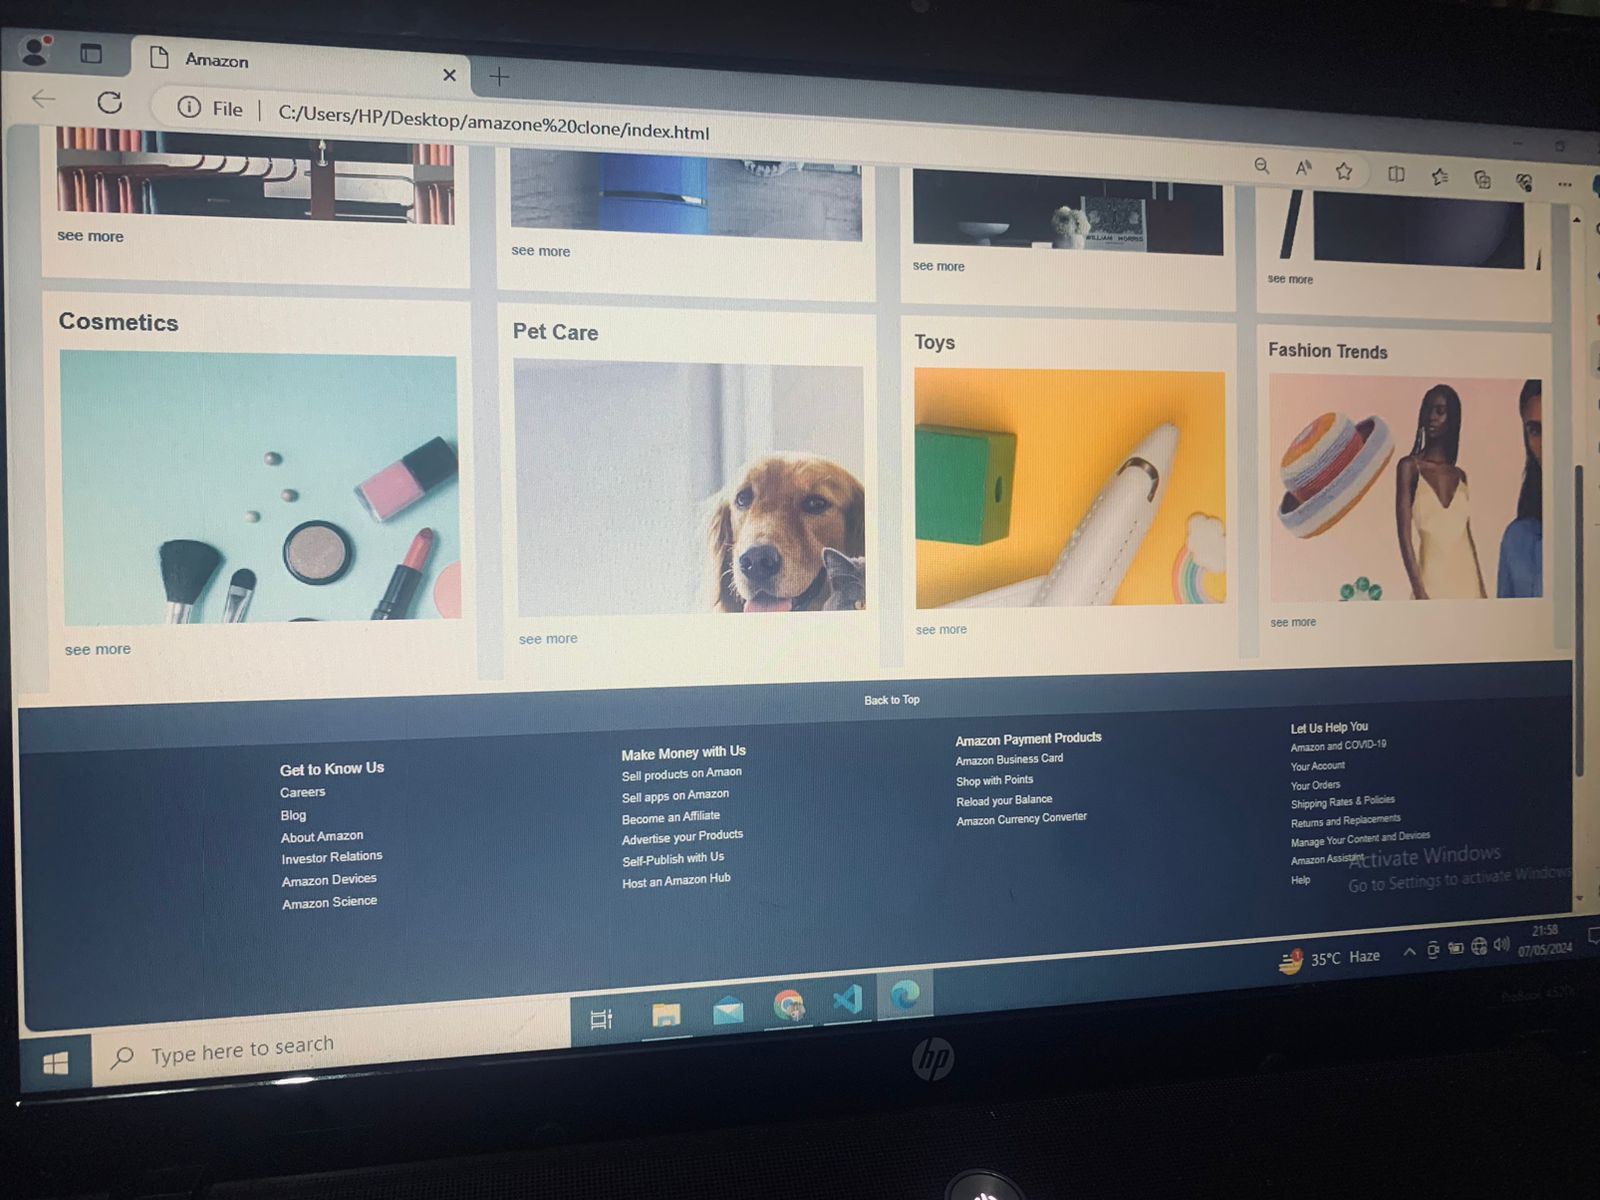 Amazon
File
C:/Users/HP/Desktop/amazone%20clone/index.html
WILLIAM MORRIS
see more
see more
see more
see more
Cosmetics
Pet Care
Toys
Fashion Trends
see more
see more
see more
see more
Back to Top
Get to Know Us
Careers
Blog
About Amazon
Investor Relations
Amazon Devices
Amazon Science
Make Money with Us
Sell products on Amaon
Sell apps on Amazon
Become an Affiliate
Advertise your Products
Self-Publish with Us
Host an Amazon Hub
Amazon Payment Products
Amazon Business Card
Shop with Points
Reload your Balance
Amazon Currency Converter
Let Us Help You
Amazon and COVID-19
Your Account
Your Orders
Shipping Rates & Policies
Returns and Replacements
Manage Your Content and Devices
Amazon Assistant
Help
Activate Windows
Go to Settings to activate Windows
Type here to search
35°C Haze
21:58
07/05/2024
hp